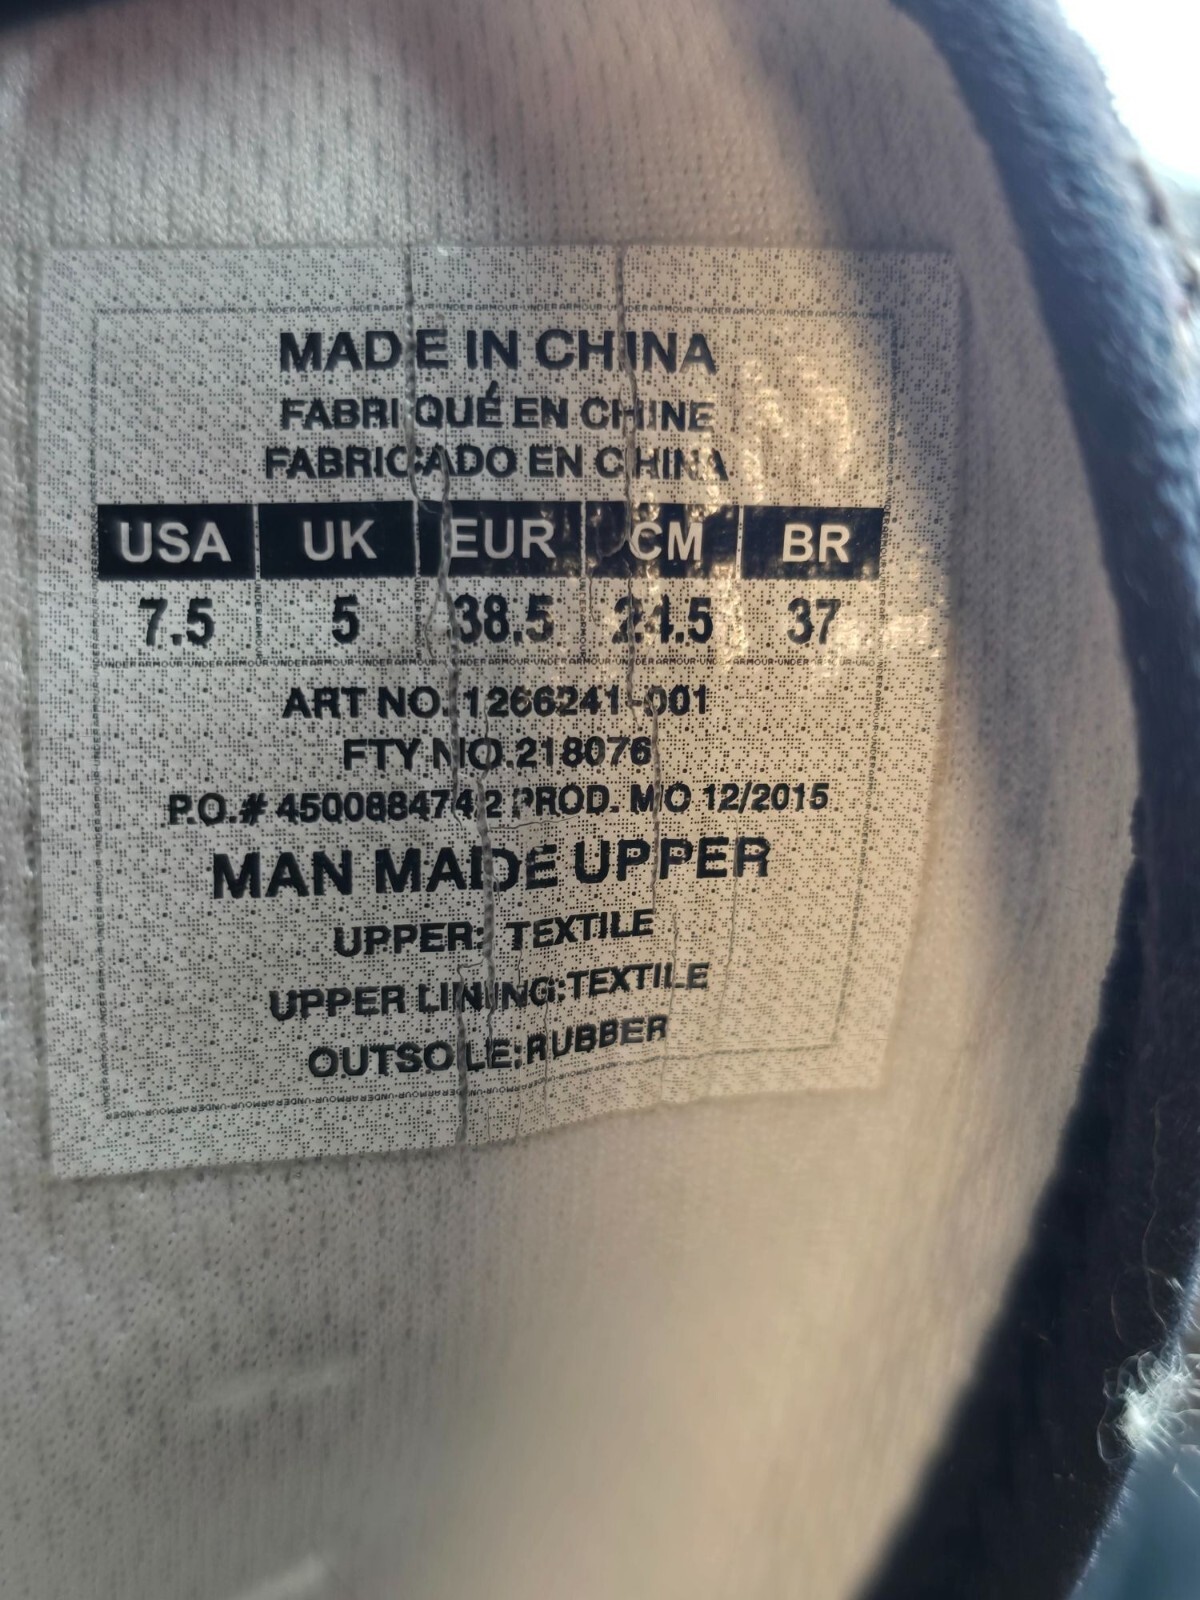 MADE IN CHINA
FABRIQUÉ EN CHINE
FABRICADO EN CHINA
USA UK EUR CM BR
7.5 5 38.5 24.5 37
ART NO. 1266241-001
FTY NO.218076
P.O.# 4500884742 PROD. MO 12/2015
MAN MADE UPPER
UPPER: TEXTILE
UPPER LINING:TEXTILE
OUTSOLE:RUBBER